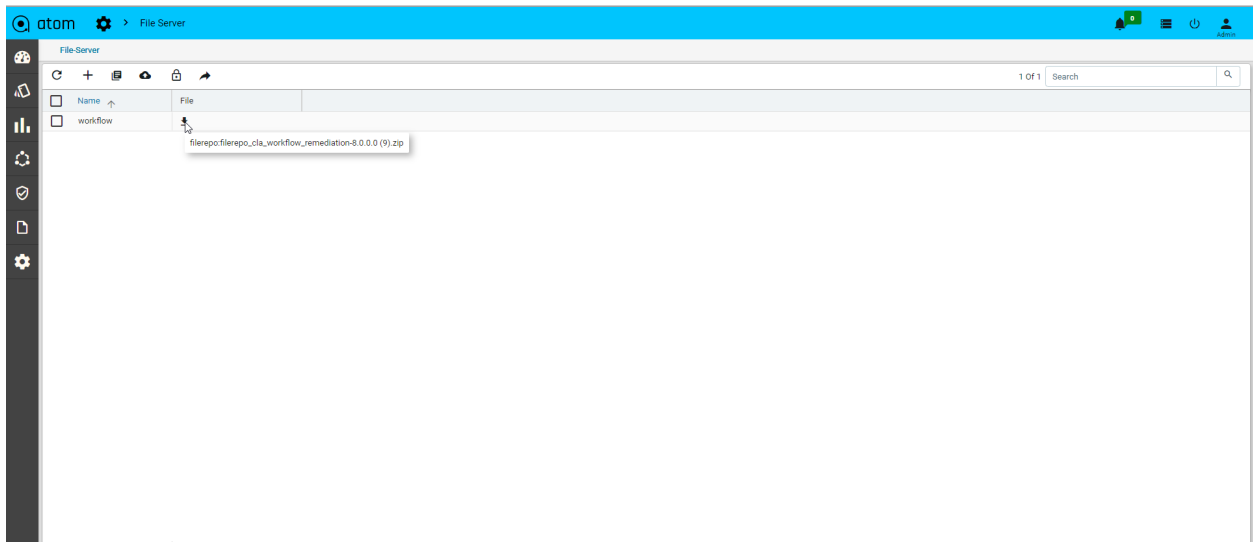 atom > File Server
0
Admin
File-Server
1 Of 1 Search
Name File
workflow
filerepo:filerepo_cla_workflow_remediation-8.0.0.0 (9).zip